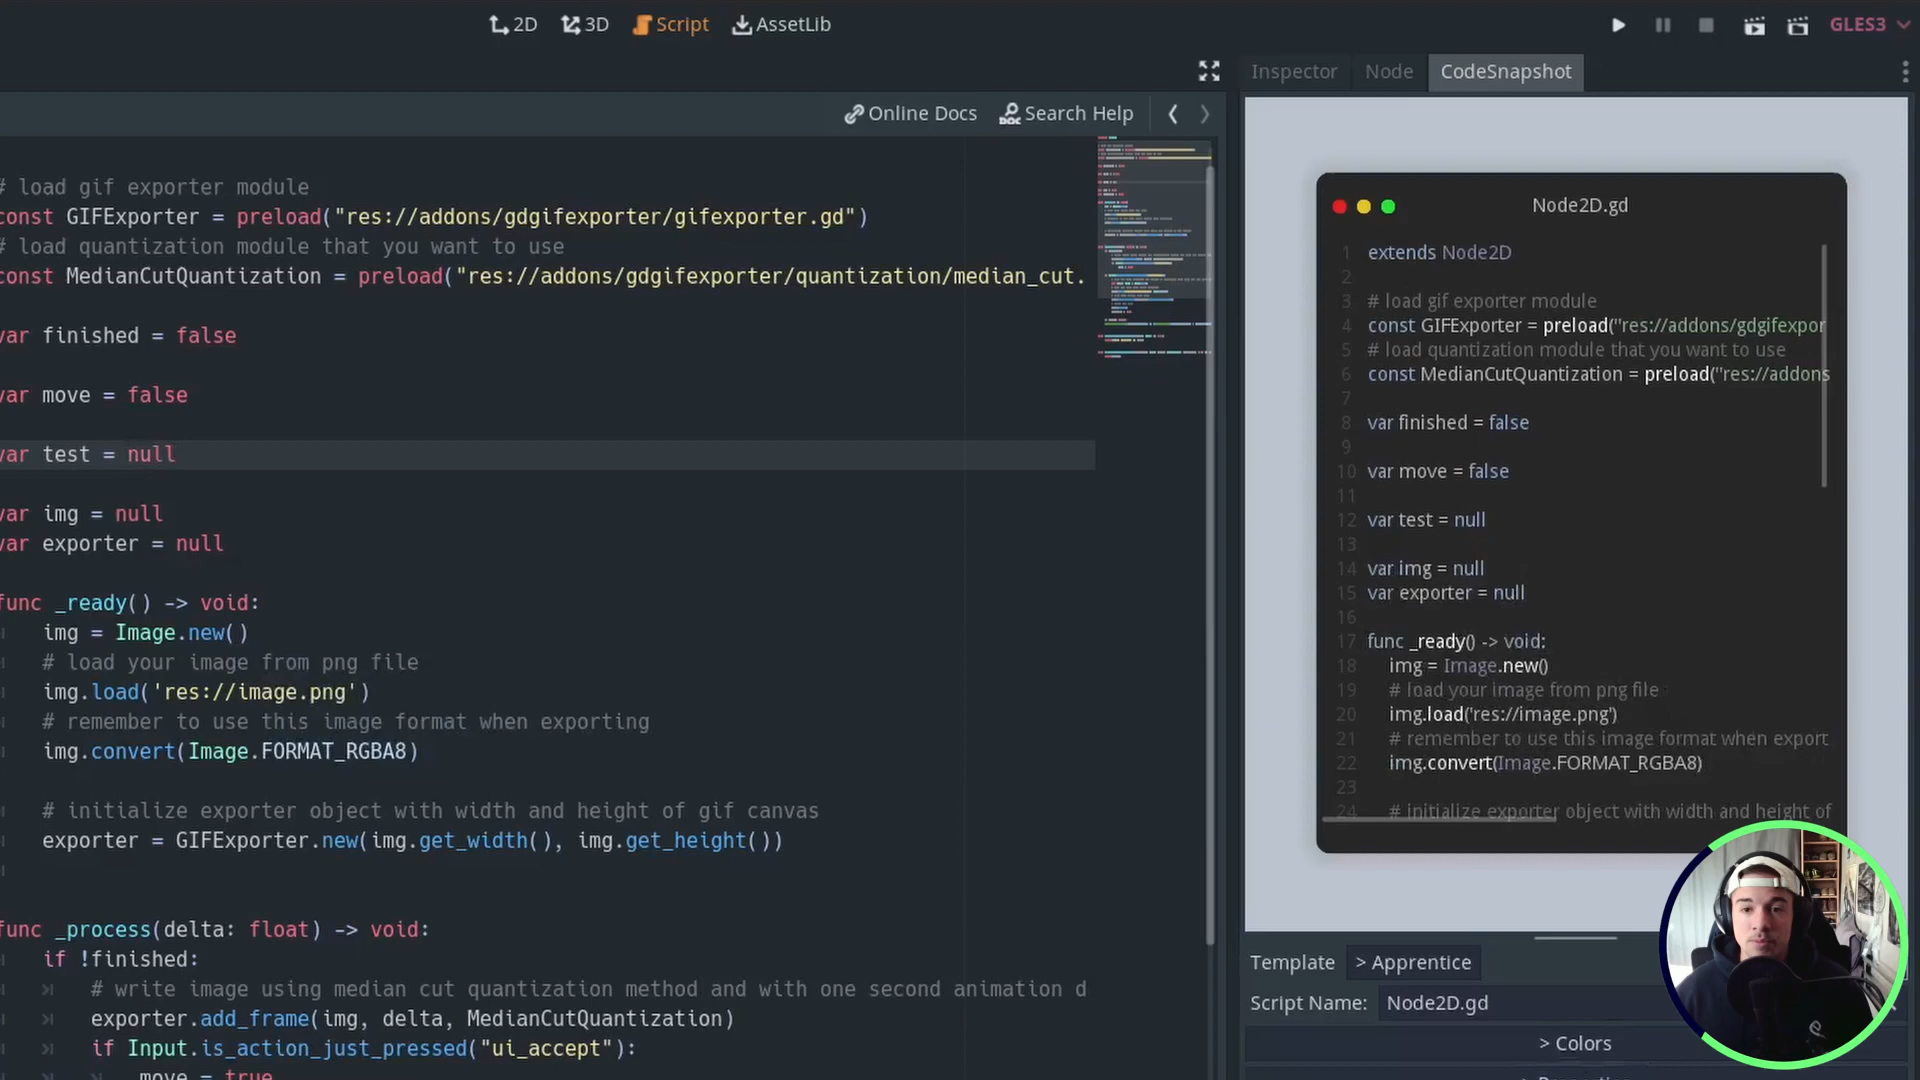 2D 3D Script AssetLib GLES3
Inspector Node CodeSnapshot
Online Docs Search Help
# load gif exporter module
const GIFExporter = preload("res://addons/gdgifexporter/gifexporter.gd")
# load quantization module that you want to use
const MedianCutQuantization = preload("res://addons/gdgifexporter/quantization/median_cut.
var finished = false
var move = false
var test = null
var img = null
var exporter = null
func _ready() -> void:
img = Image.new()
# load your image from png file
img.load('res://image.png')
# remember to use this image format when exporting
img.convert(Image.FORMAT_RGBA8)
# initialize exporter object with width and height of gif canvas
exporter = GIFExporter.new(img.get_width(), img.get_height())
func _process(delta: float) -> void:
if !finished:
# write image using median cut quantization method and with one second animation d
exporter.add_frame(img, delta, MedianCutQuantization)
if Input.is_action_just_pressed("ui_accept"):
move = true
Node2D.gd
1 extends Node2D
2
3 # load gif exporter module
4 const GIFExporter = preload("res://addons/gdgifexpor
5 # load quantization module that you want to use
6 const MedianCutQuantization = preload("res://addons
7
8 var finished = false
9
10 var move = false
11
12 var test = null
13
14 var img = null
15 var exporter = null
16
17 func _ready() -> void:
18 img = Image.new()
19 # load your image from png file
20 img.load('res://image.png')
21 # remember to use this image format when export
22 img.convert(Image.FORMAT_RGBA8)
23
24 # initialize exporter object with width and height of
Template > Apprentice
Script Name: Node2D.gd
> Colors